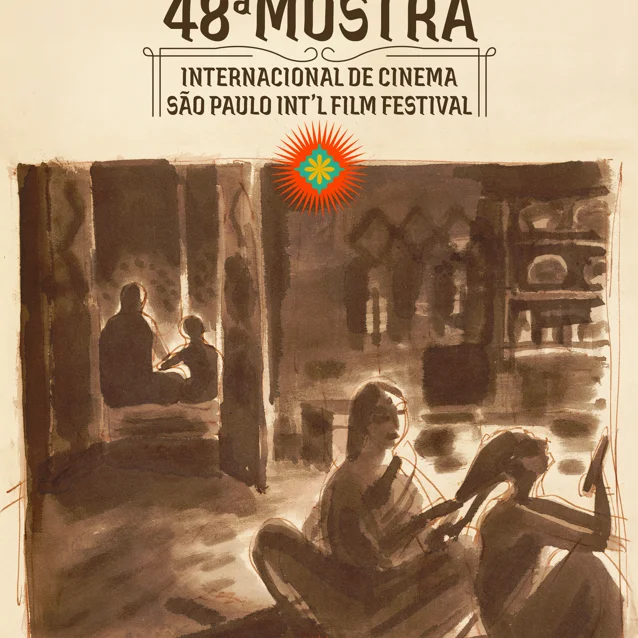 48ª MOSTRA
INTERNACIONAL DE CINEMA
SÃO PAULO INT'L FILM FESTIVAL